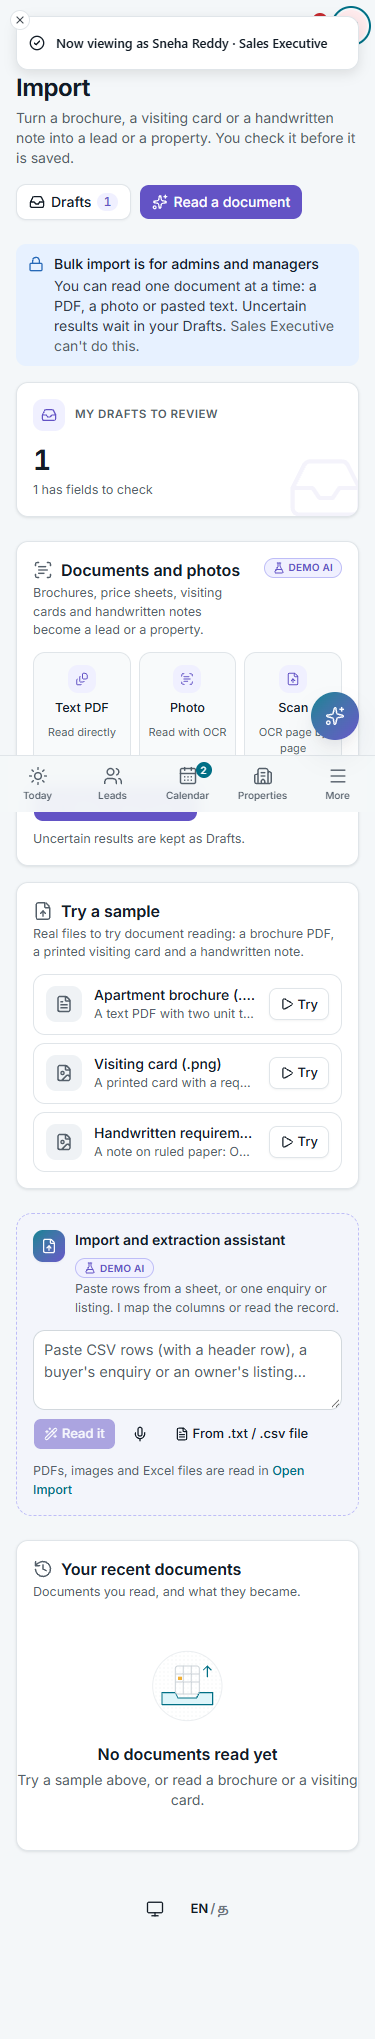 Now viewing as Sneha Reddy · Sales Executive
Import
Turn a brochure, a visiting card or a handwritten
note into a lead or a property. You check it before it
is saved.
Drafts 1
Read a document
Bulk import is for admins and managers
You can read one document at a time: a
PDF, a photo or pasted text. Uncertain
results wait in your Drafts. Sales Executive
can't do this.
MY DRAFTS TO REVIEW
1
1 has fields to check
Documents and photos
DEMO AI
Brochures, price sheets, visiting
cards and handwritten notes
become a lead or a property.
Text PDF
Read directly
Photo
Read with OCR
Scan
OCR page by
page
Today
Leads
Calendar 2
Properties
More
Uncertain results are kept as Drafts.
Try a sample
Real files to try document reading: a brochure PDF,
a printed visiting card and a handwritten note.
Apartment brochure (....
A text PDF with two unit t...
Try
Visiting card (.png)
A printed card with a req...
Try
Handwritten requirem...
A note on ruled paper: O...
Try
Import and extraction assistant
DEMO AI
Paste rows from a sheet, or one enquiry or
listing. I map the columns or read the record.
Paste CSV rows (with a header row), a
buyer's enquiry or an owner's listing...
Read it
From .txt / .csv file
PDFs, images and Excel files are read in Open
Import
Your recent documents
Documents you read, and what they became.
No documents read yet
Try a sample above, or read a brochure or a visiting
card.
EN / த